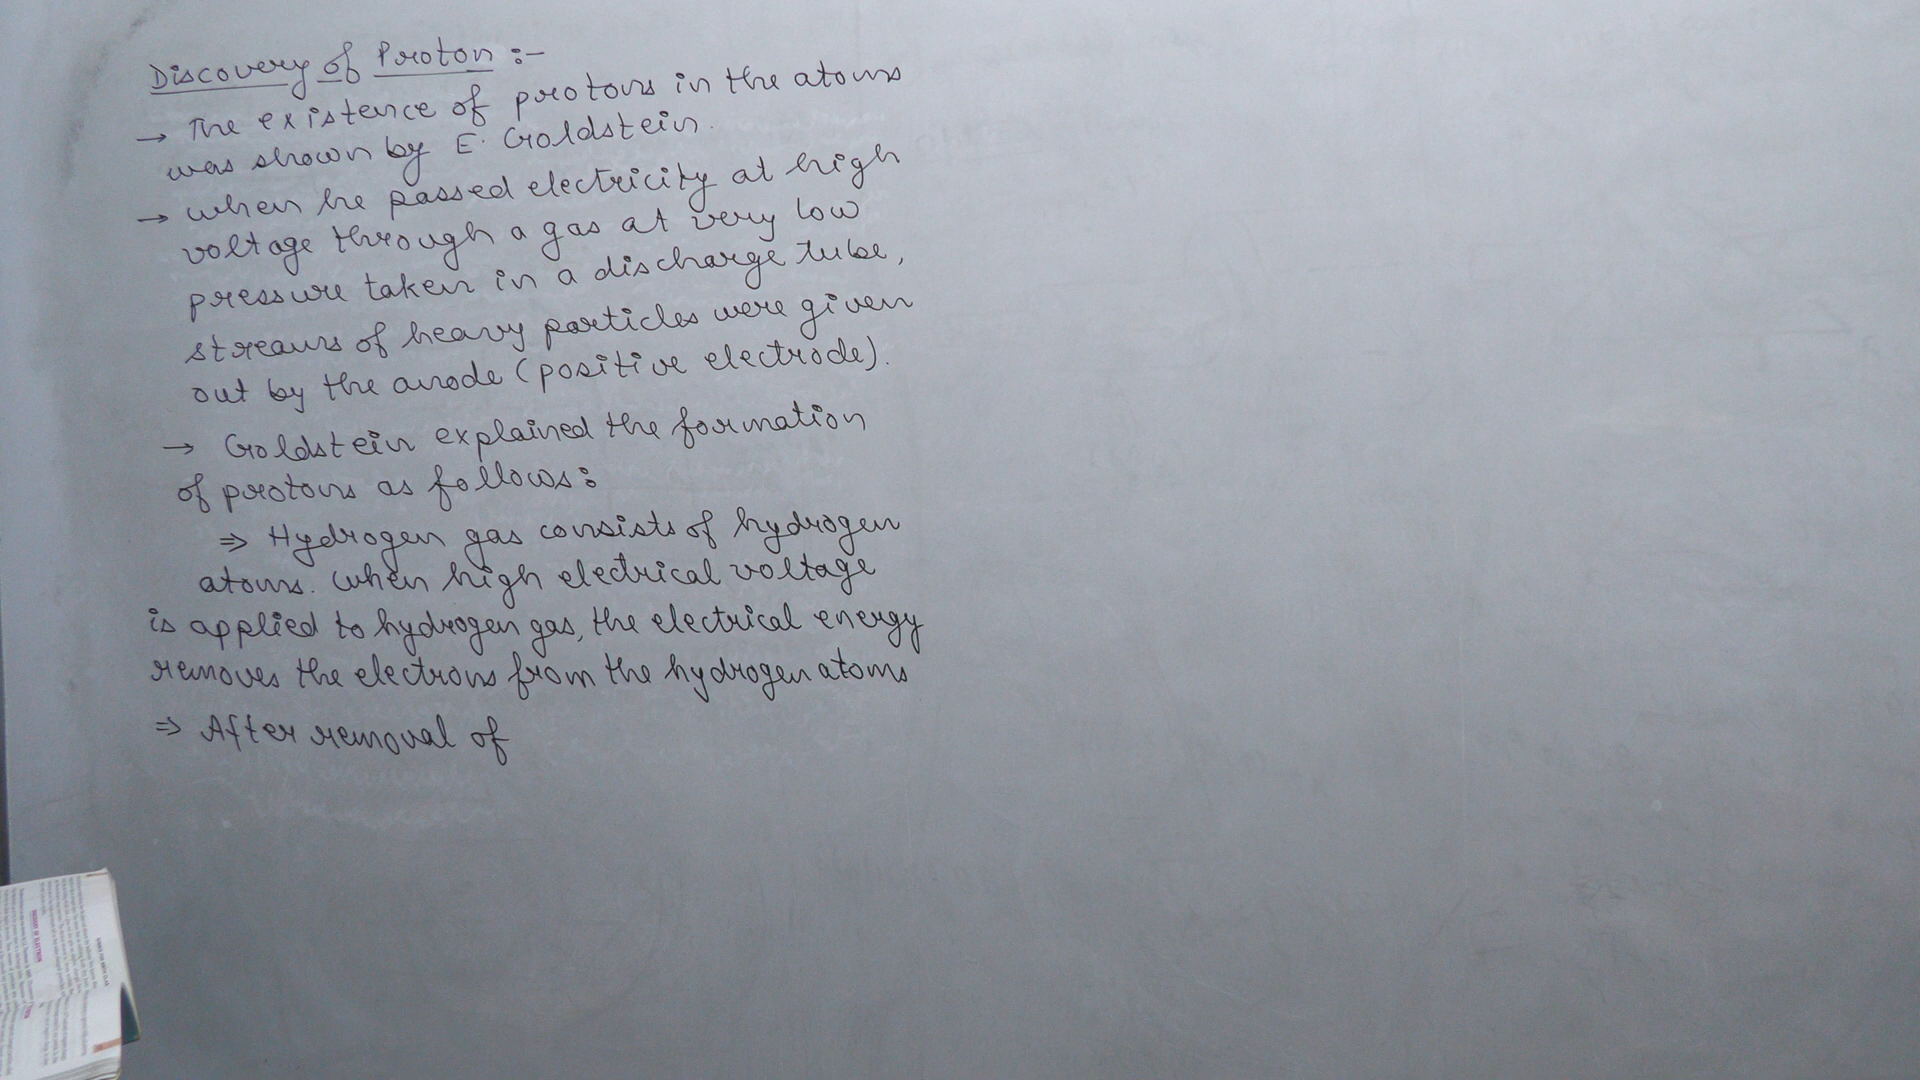 Discovery of Proton :-
→ The existence of protons in the atoms
was shown by E. Goldstein.
→ when he passed electricity at high
voltage through a gas at very low
pressure taken in a discharge tube,
streams of heavy particles were given
out by the anode (positive electrode).
→ Goldstein explained the formation
of protons as follows:
⇒ Hydrogen gas consists of hydrogen
atoms. When high electrical voltage
is applied to hydrogen gas, the electrical energy
removes the electrons from the hydrogen atoms
⇒ After removal of